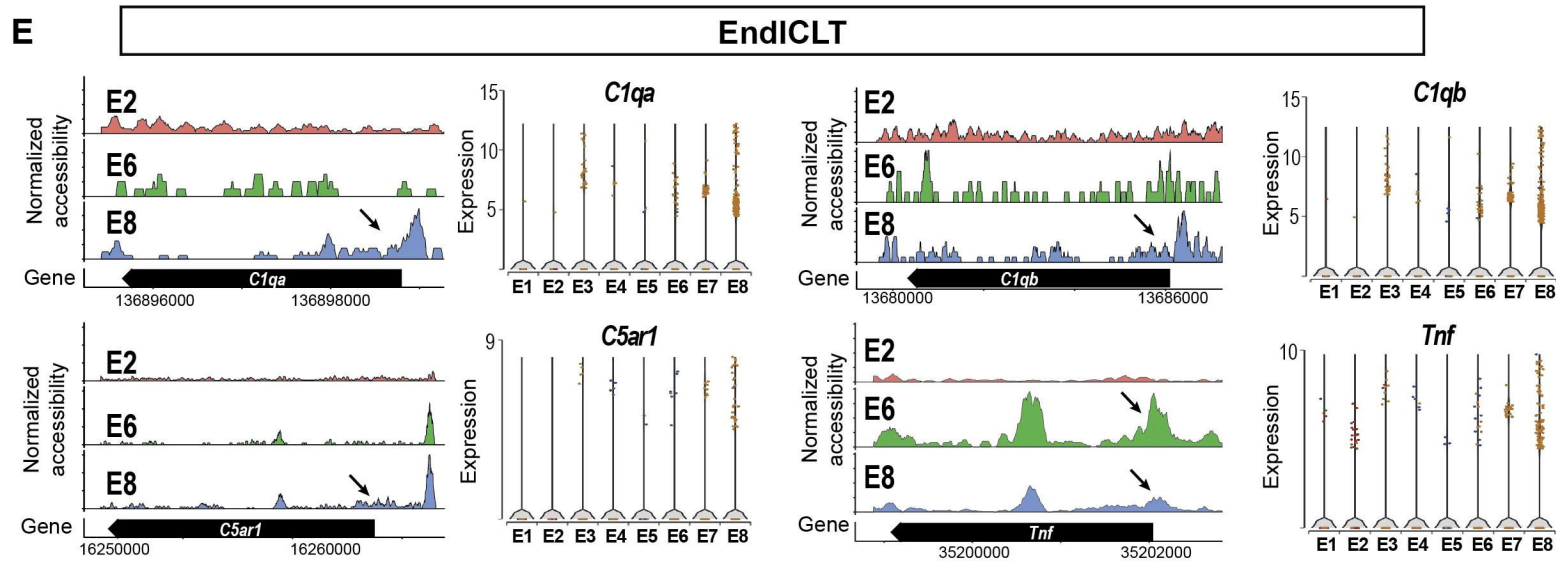 E
EndICLT
Normalized
accessibility
E2
E6
E8
Gene
C1qa
136896000 136898000
C1qa
Expression
15
10
5
E1 E2 E3 E4 E5 E6 E7 E8
Normalized
accessibility
E2
E6
E8
Gene
C1qb
13680000 13686000
C1qb
Expression
15
10
5
E1 E2 E3 E4 E5 E6 E7 E8
Normalized
accessibility
E2
E6
E8
Gene
C5ar1
16250000 16260000
C5ar1
Expression
9
E1 E2 E3 E4 E5 E6 E7 E8
Normalized
accessibility
E2
E6
E8
Gene
Tnf
35200000 35202000
Tnf
Expression
10
E1 E2 E3 E4 E5 E6 E7 E8